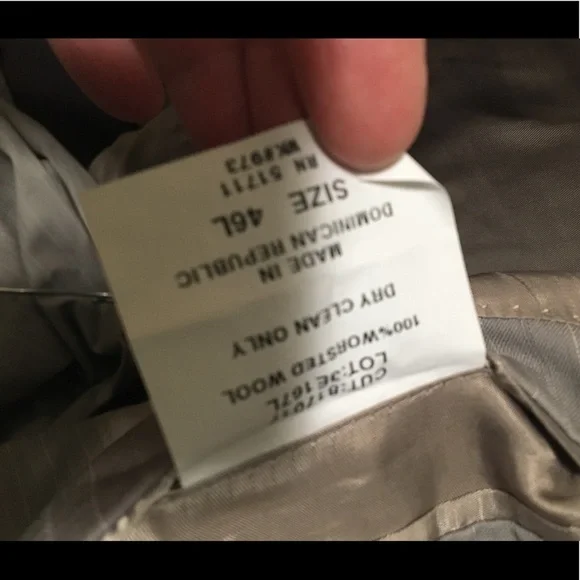 LOT:3E167L
100%WORSTED WOOL
DRY CLEAN ONLY
MADE IN
DOMINICAN REPUBLIC
SIZE 46L
RN 51711